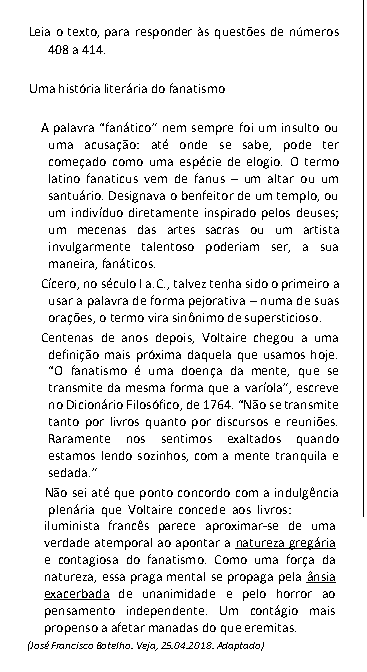 Leia o texto, para responder às questões de números
408 a 414.
Uma história literária do fanatismo
A palavra “fanático” nem sempre foi um insulto ou
uma acusação: até onde se sabe, pode ter
começado como uma espécie de elogio. O termo
latino fanaticus vem de fanus – um altar ou um
santuário. Designava o benfeitor de um templo, ou
um indivíduo diretamente inspirado pelos deuses;
um mecenas das artes sacras ou um artista
invulgarmente talentoso poderiam ser, a sua
maneira, fanáticos.
Cícero, no século I a.C., talvez tenha sido o primeiro a
usar a palavra de forma pejorativa – numa de suas
orações, o termo vira sinônimo de supersticioso.
Centenas de anos depois, Voltaire chegou a uma
definição mais próxima daquela que usamos hoje.
“O fanatismo é uma doença da mente, que se
transmite da mesma forma que a varíola”, escreve
no Dicionário Filosófico, de 1764. “Não se transmite
tanto por livros quanto por discursos e reuniões.
Raramente nos sentimos exaltados quando
estamos lendo sozinhos, com a mente tranquila e
sedada.”
Não sei até que ponto concordo com a indulgência
plenária que Voltaire concede aos livros:
iluminista francês parece aproximar-se de uma
verdade atemporal ao apontar a natureza gregária
e contagiosa do fanatismo. Como uma força da
natureza, essa praga mental se propaga pela ânsia
exacerbada de unanimidade e pelo horror ao
pensamento independente. Um contágio mais
propenso a afetar manadas do que eremitas.
(José Francisco Botelho. Veja, 25.04.2018. Adaptado)